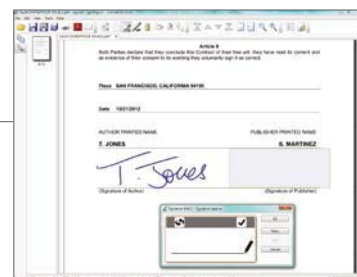 Article 8
Both Parties declare that they conclude this Contract of their free will, they have read its content and
as evidence of their consent to its wording they voluntarily sign it as correct.
Place SAN FRANCISCO, CALIFORNIA 94105
Date 10/31/2012
AUTHOR PRINTED NAME PUBLISHER PRINTED NAME
T. JONES S. MARTINEZ
T. Jones
(Signature of Author) (Signature of Publisher)